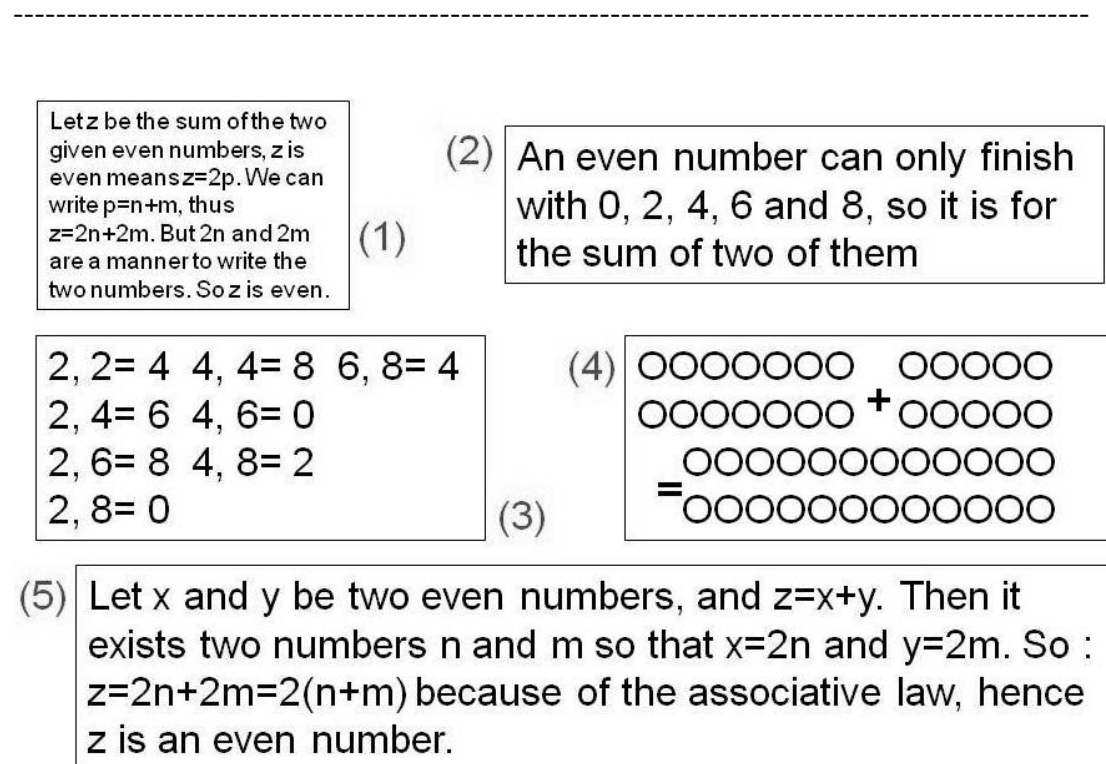 Let z be the sum of the two
given even numbers, z is
even means z=2p. We can
write p=n+m, thus
z=2n+2m. But 2n and 2m
are a manner to write the
two numbers. So z is even.
(1)
(2)
An even number can only finish
with 0, 2, 4, 6 and 8, so it is for
the sum of two of them
2, 2= 4 4, 4= 8 6, 8= 4
2, 4= 6 4, 6= 0
2, 6= 8 4, 8= 2
2, 8= 0
(3)
(4)
OOOOOOO OOOOO
OOOOOOO + OOOOO
OOOOOOOOOOOO
=OOOOOOOOOOOO
(5)
Let x and y be two even numbers, and z=x+y. Then it
exists two numbers n and m so that x=2n and y=2m. So :
z=2n+2m=2(n+m) because of the associative law, hence
z is an even number.